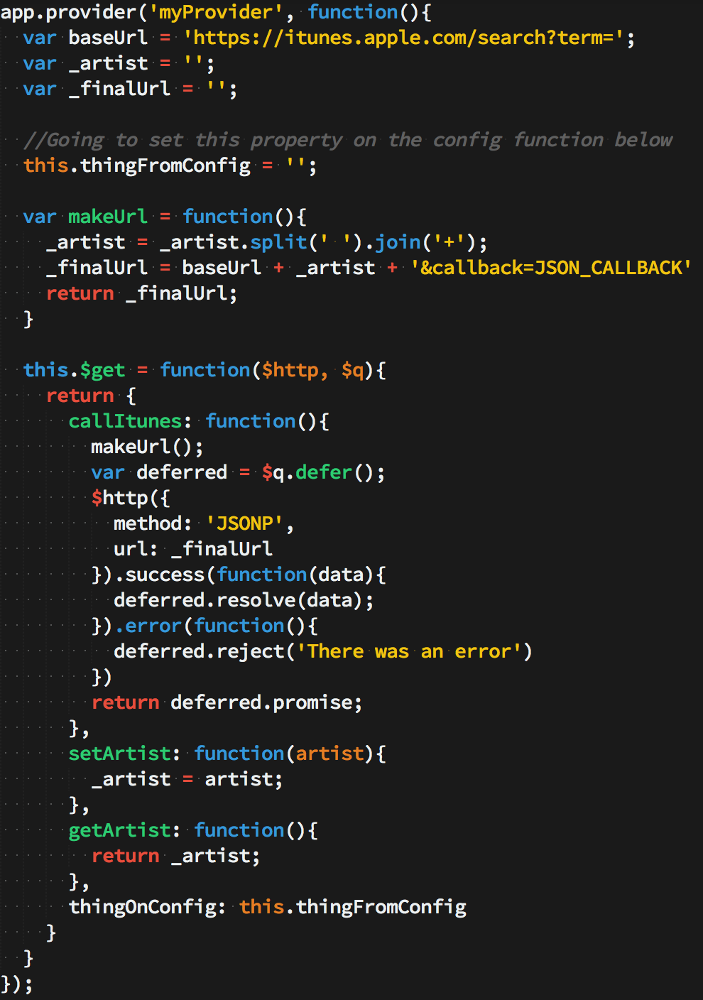 app.provider('myProvider', function(){
  var baseUrl = 'https://itunes.apple.com/search?term=';
  var _artist = '';
  var _finalUrl = '';

  //Going to set this property on the config function below
  this.thingFromConfig = '';

  var makeUrl = function(){
    _artist = _artist.split(' ').join('+');
    _finalUrl = baseUrl + _artist + '&callback=JSON_CALLBACK'
    return _finalUrl;
  }

  this.$get = function($http, $q){
    return {
      callItunes: function(){
        makeUrl();
        var deferred = $q.defer();
        $http({
          method: 'JSONP',
          url: _finalUrl
        }).success(function(data){
          deferred.resolve(data);
        }).error(function(){
          deferred.reject('There was an error')
        })
        return deferred.promise;
      },
      setArtist: function(artist){
        _artist = artist;
      },
      getArtist: function(){
        return _artist;
      },
      thingOnConfig: this.thingFromConfig
    }
  }
});